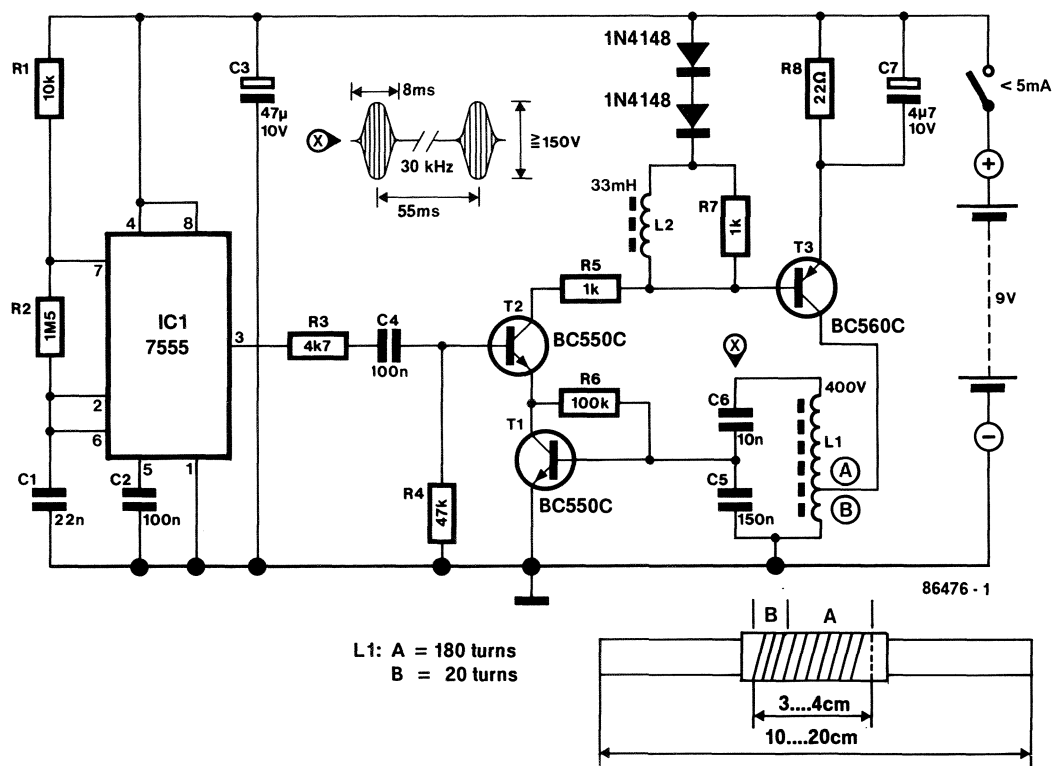 1N4148
1N4148
R1
10k
C3
47µ
10V
8ms
X
30 kHz
≧150V
55ms
R8
22Ω
C7
4µ7
10V
< 5mA
+
9V
−
33mH
L2
R7
1k
T3
BC560C
4
8
7
R2
1M5
IC1
7555
3
2
6
5
1
C1
22n
C2
100n
R3
4k7
C4
100n
R4
47k
R5
1k
T2
BC550C
R6
100k
T1
BC550C
X
C6
10n
400V
L1
A
B
C5
150n
86476 - 1
L1: A = 180 turns
B = 20 turns
B A
3....4cm
10....20cm